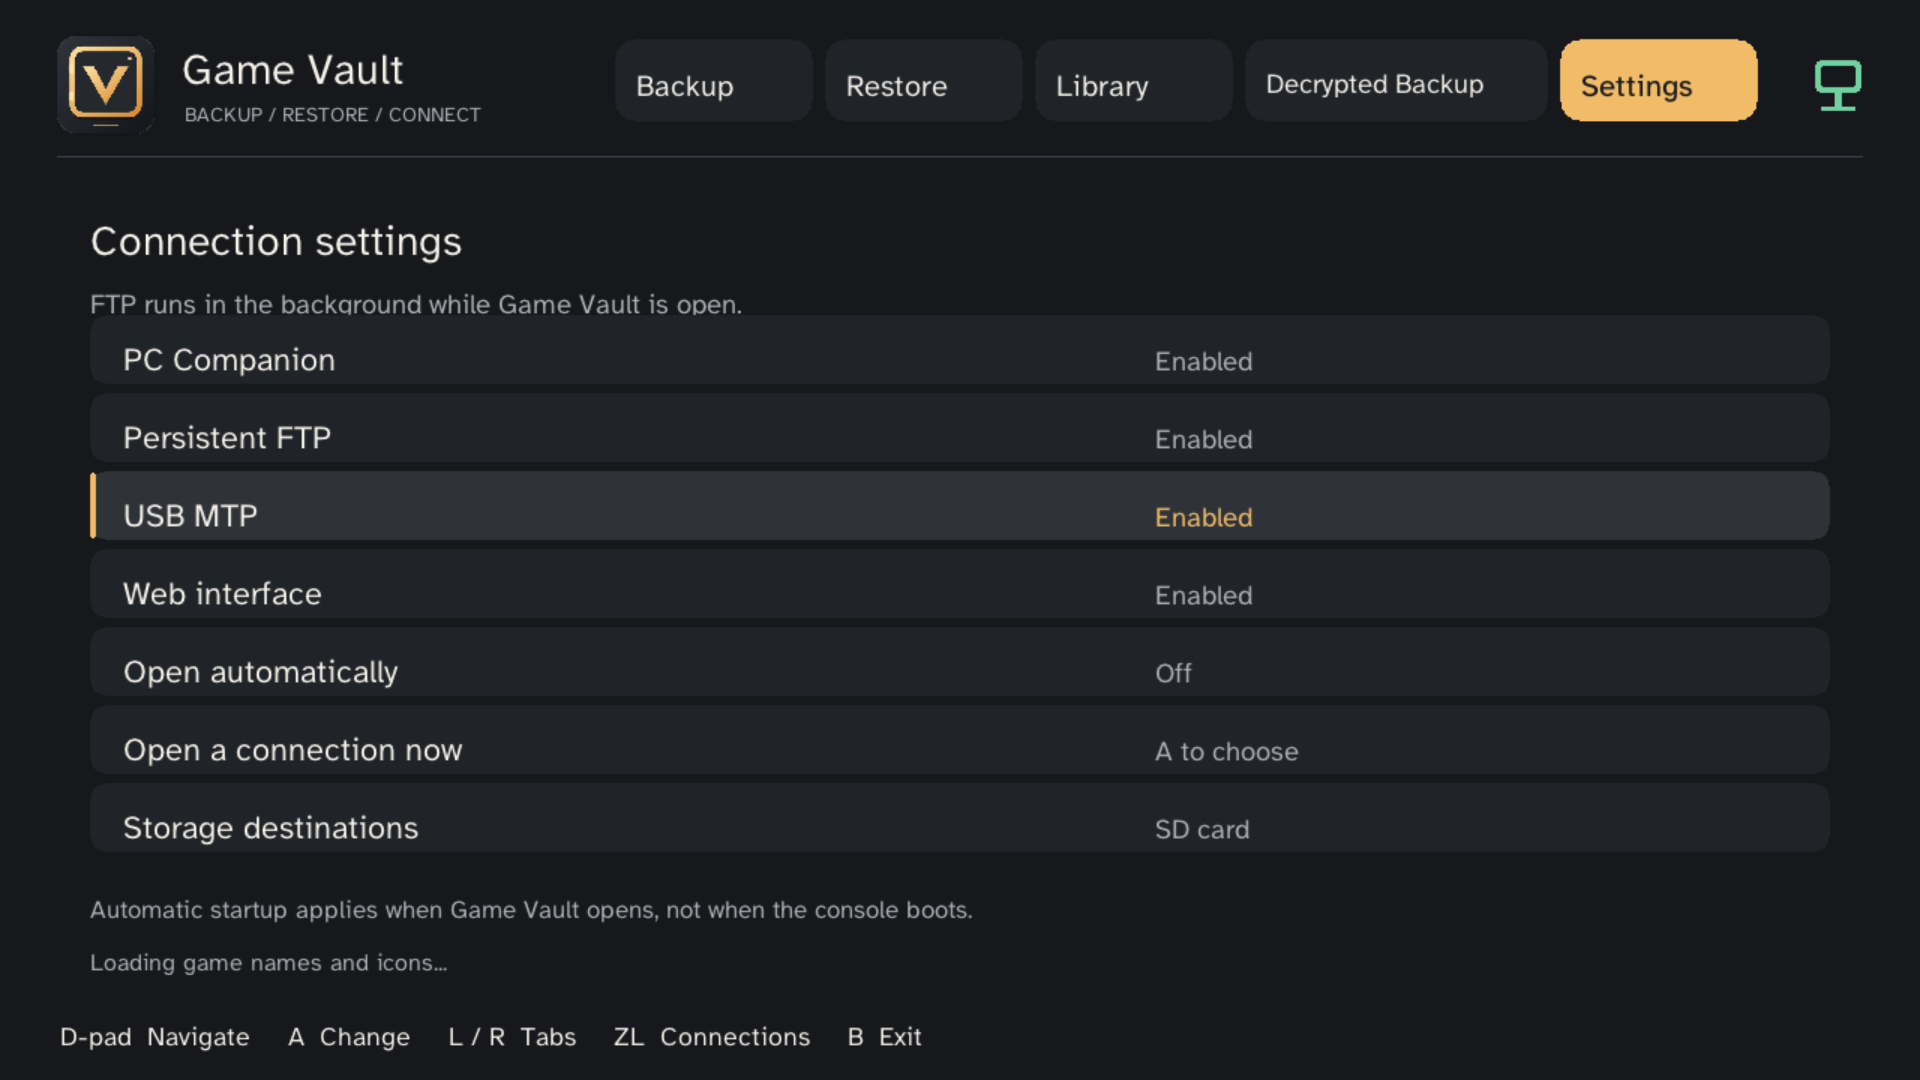 Game Vault
BACKUP / RESTORE / CONNECT
Backup
Restore
Library
Decrypted Backup
Settings
Connection settings
FTP runs in the background while Game Vault is open.
PC Companion Enabled
Persistent FTP Enabled
USB MTP Enabled
Web interface Enabled
Open automatically Off
Open a connection now A to choose
Storage destinations SD card
Automatic startup applies when Game Vault opens, not when the console boots.
Loading game names and icons...
D-pad Navigate A Change L / R Tabs ZL Connections B Exit